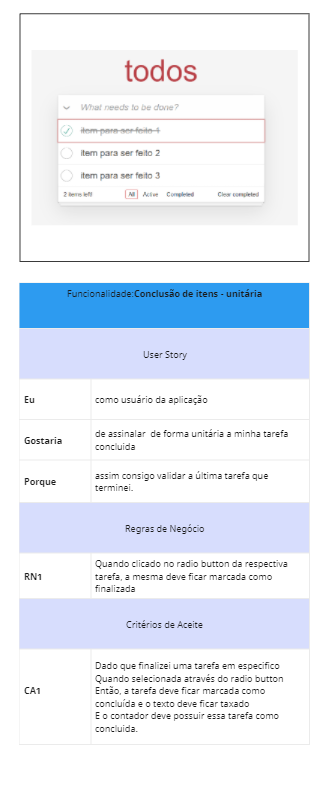 todos
What needs to be done?
item para ser feito 1
item para ser feito 2
item para ser feito 3
2 items left! All Active Completed Clear completed
Funcionalidade:Conclusão de itens - unitária
User Story
Eu como usuário da aplicação
Gostaria de assinalar de forma unitária a minha tarefa
concluida
Porque assim consigo validar a última tarefa que
terminei.
Regras de Negócio
Quando clicado no radio button da respectiva
RN1 tarefa, a mesma deve ficar marcada como
finalizada
Critérios de Aceite
Dado que finalizei uma tarefa em especifico
Quando selecionada através do radio button
CA1 Então, a tarefa deve ficar marcada como
concluída e o texto deve ficar taxado
E o contador deve possuir essa tarefa como
concluida.